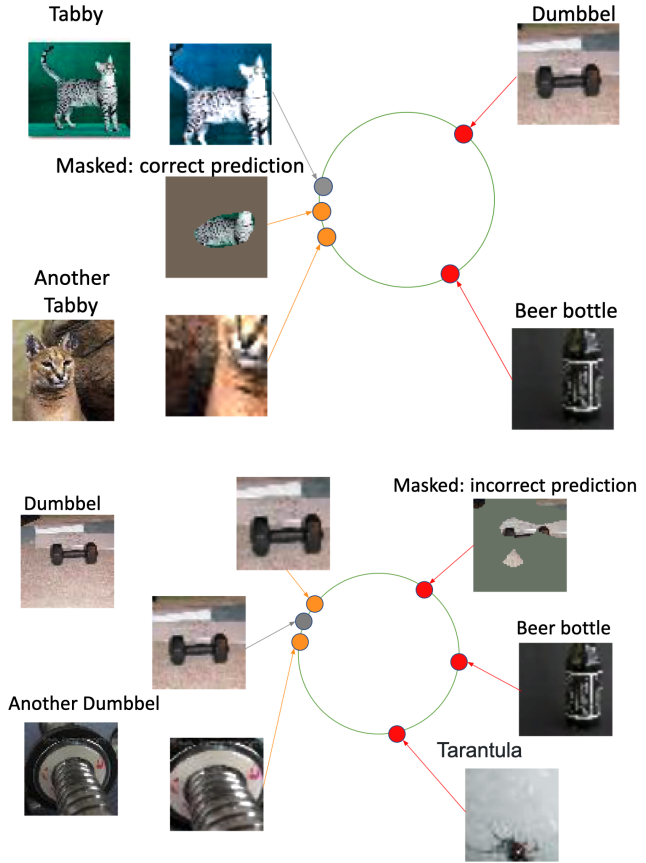 Tabby
Dumbbel
Masked: correct prediction
Another
Tabby
Beer bottle
Masked: incorrect prediction
Dumbbel
Beer bottle
Another Dumbbel
Tarantula